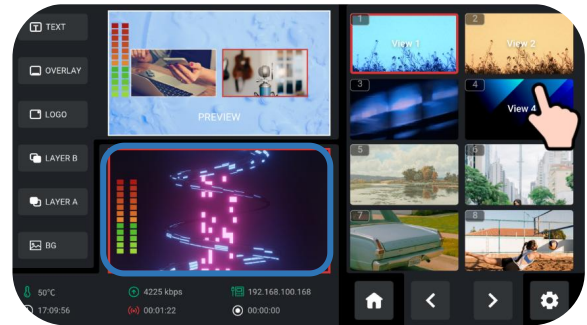 TEXT
OVERLAY
LOGO
LAYER B
LAYER A
BG
PREVIEW
1
View 1
2
View 2
3
4
View 4
5
6
7
8
50°C
4225 kbps
192.168.100.168
17:09:56
00:01:22
00:00:00